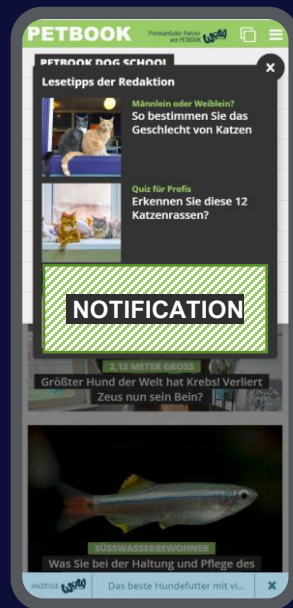 PETBOOK
Premiumfutter-Partner
von PETBOOK
Wolf
PETBOOK DOG SCHOOL
x
Lesetipps der Redaktion
Männlein oder Weiblein?
So bestimmen Sie das
Geschlecht von Katzen
Quiz für Profis
Erkennen Sie diese 12
Katzenrassen?
NOTIFICATION
2,13 METER GROSS
Größter Hund der Welt hat Krebs! Verliert
Zeus nun sein Bein?
SÜSSWASSERBEWOHNER
Was Sie bei der Haltung und Pflege des
ANZEIGE
Das beste Hundefutter mit vi...
x